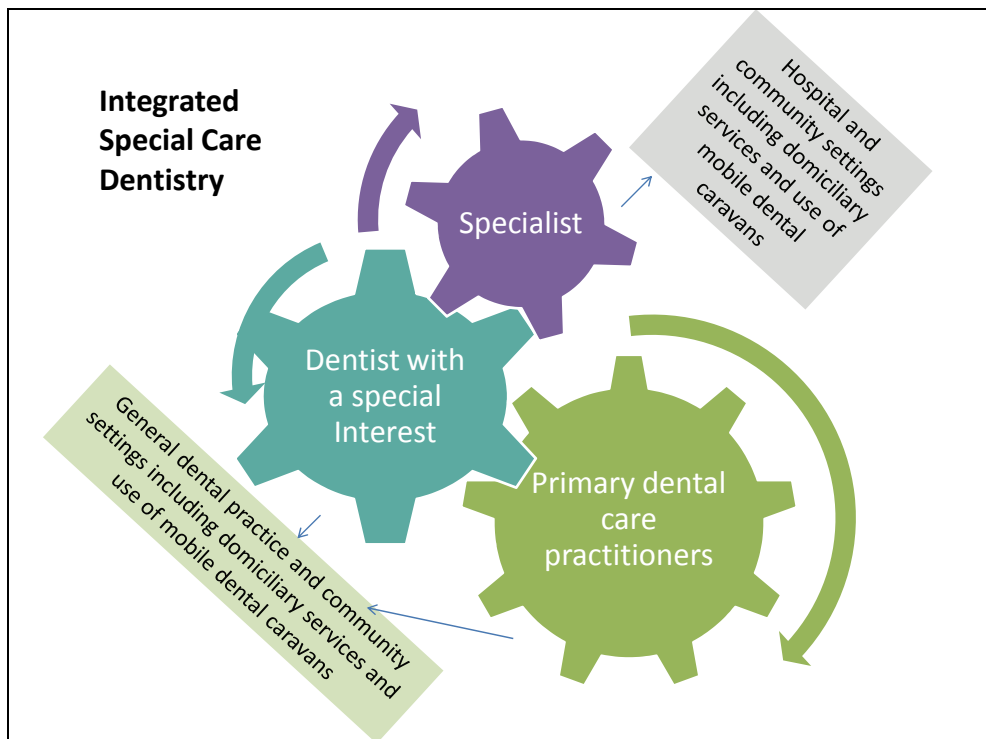 Integrated
Special Care
Dentistry
Hospital and
community settings
including domiciliary
services and use of
mobile dental
caravans
Specialist
Dentist with
a special
Interest
General dental practice and community
settings including domiciliary services and
use of mobile dental caravans
Primary dental
care
practitioners